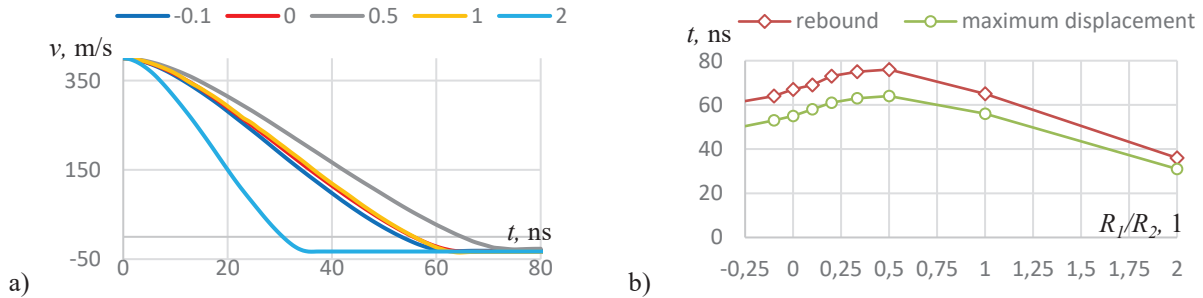 -0.1 0 0.5 1 2
v, m/s
350
150
-50
0 20 40 60 80
t, ns
a)
rebound maximum displacement
t, ns
80
60
40
20
0
-0,25 0 0,25 0,5 0,75 1 1,25 1,5 1,75 2
R1/R2, 1
b)